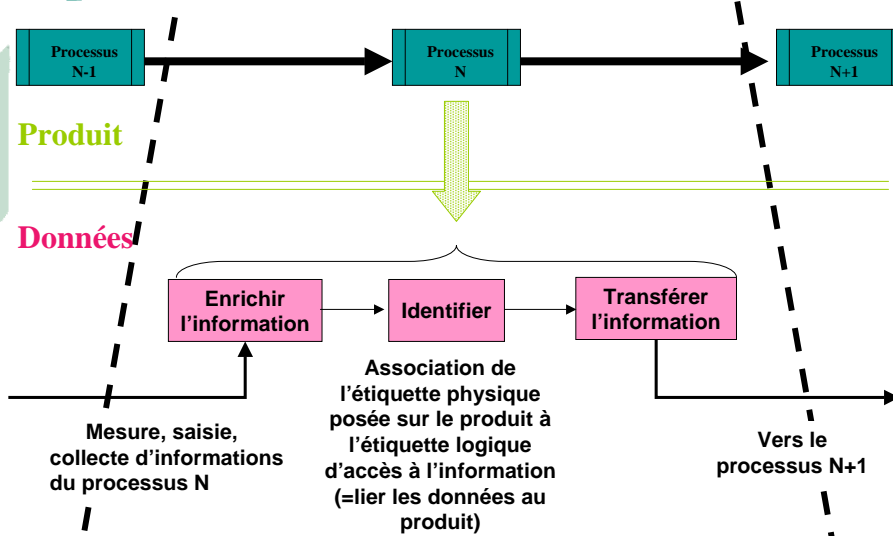 Processus
N-1
Processus
N
Processus
N+1
Produit
Données
Enrichir
l’information
Identifier
Transférer
l’information
Mesure, saisie,
collecte d’informations
du processus N
Association de
l’étiquette physique
posée sur le produit à
l’étiquette logique
d’accès à l’information
(=lier les données au
produit)
Vers le
processus N+1